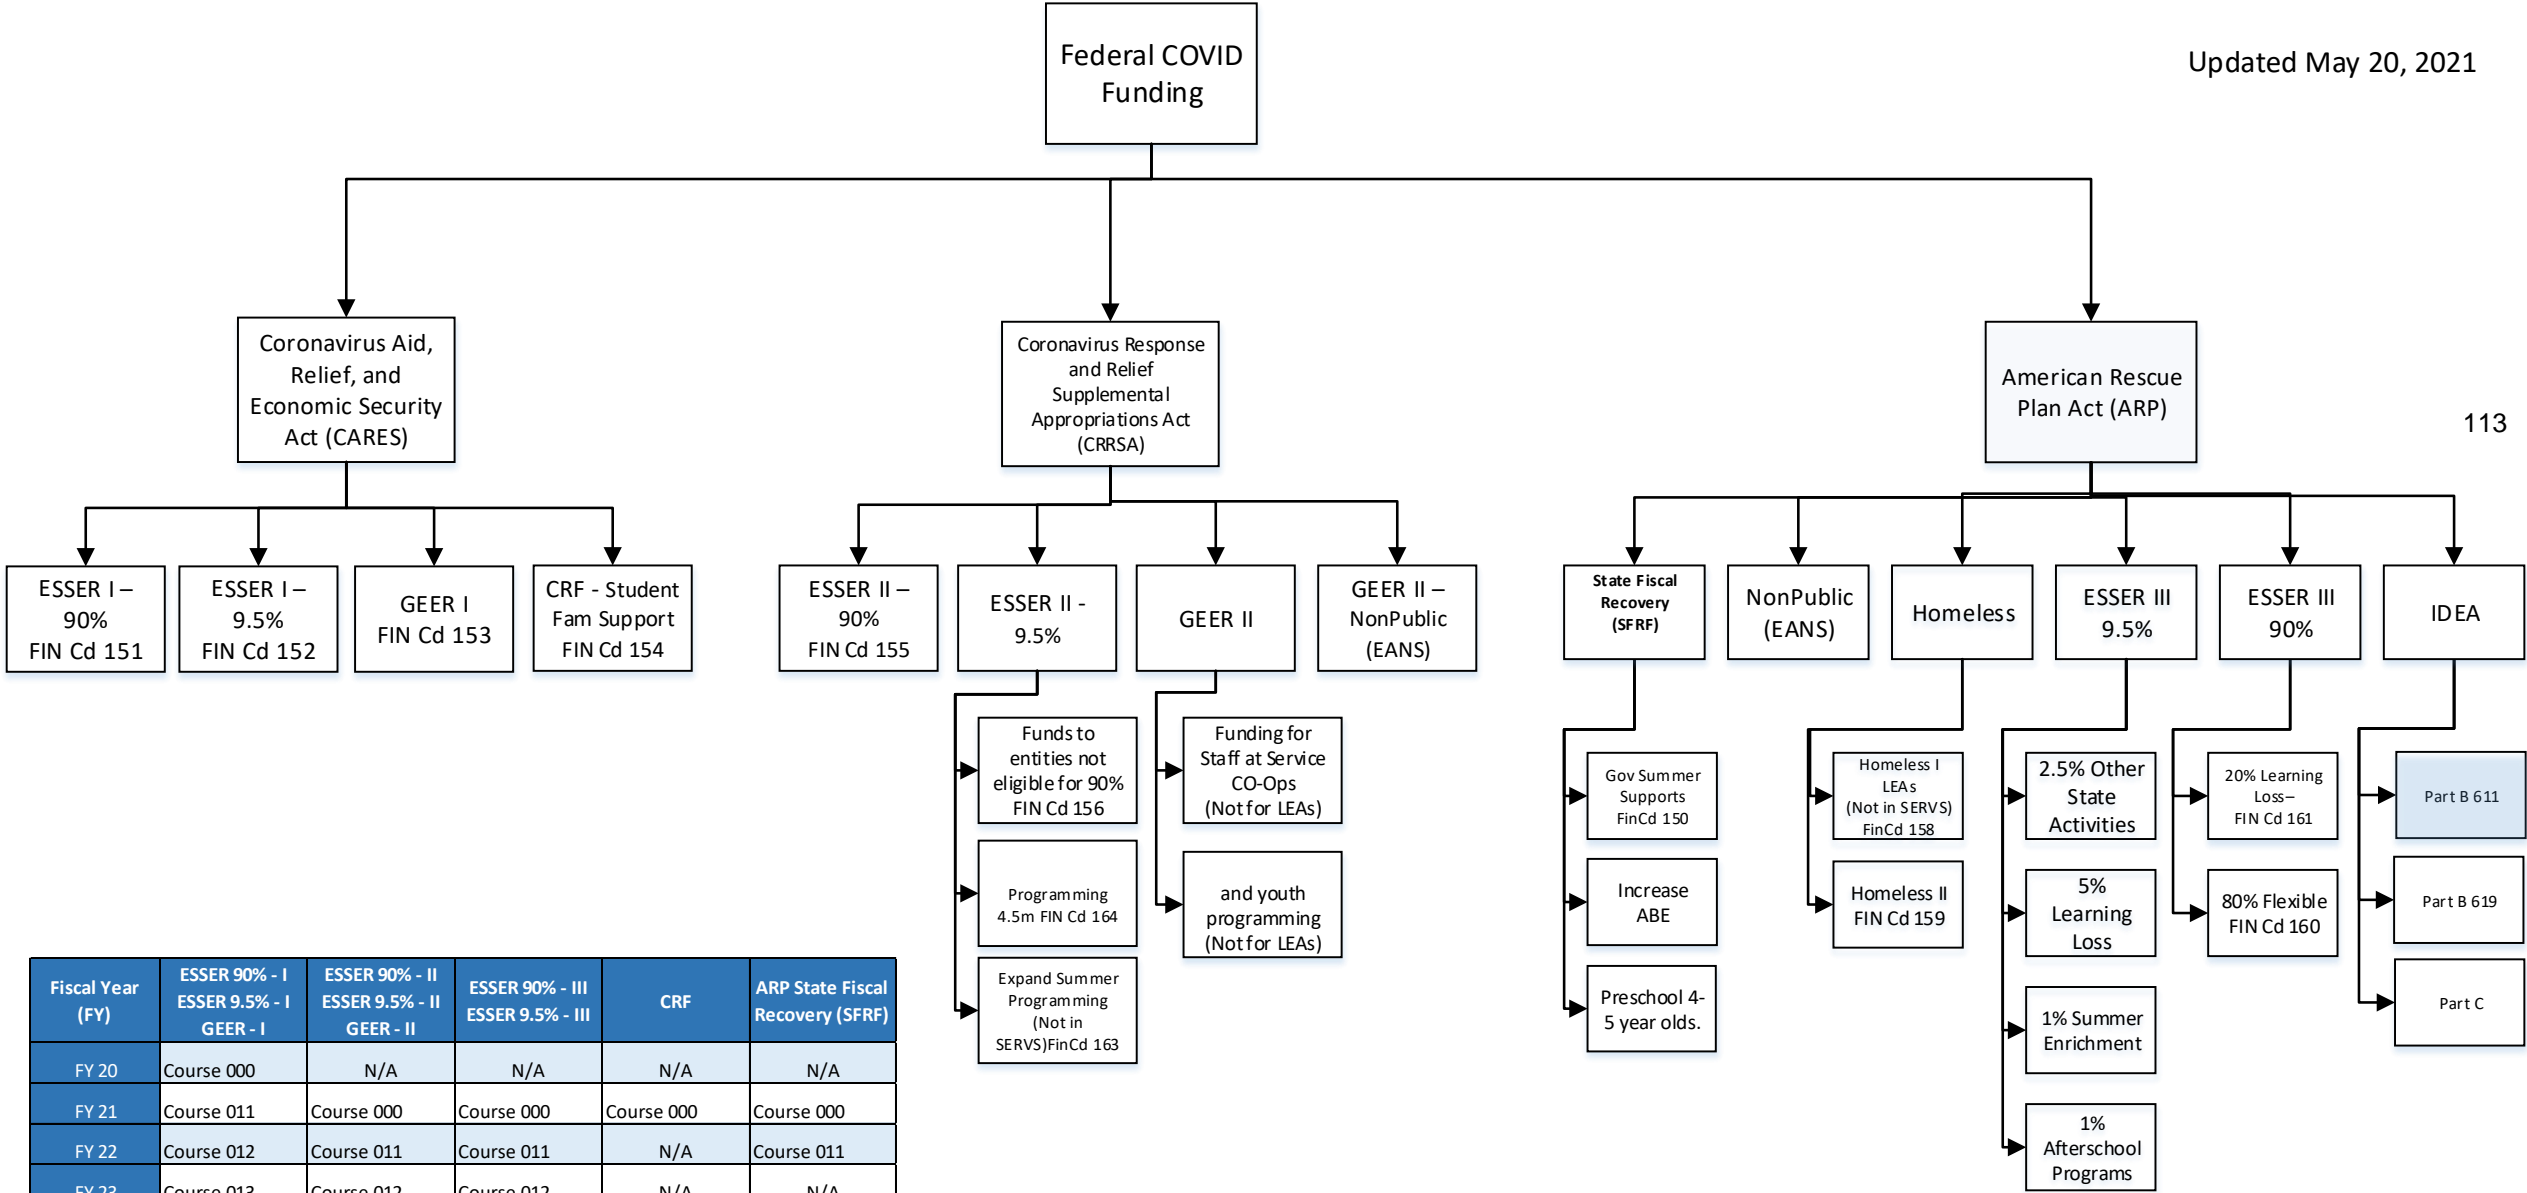 Federal COVID
Funding
Updated May 20, 2021
Coronavirus Aid,
Relief, and
Economic Security
Act (CARES)
Coronavirus Response
and Relief
Supplemental
Appropriations Act
(CRRSA)
American Rescue
Plan Act (ARP)
113
ESSER I –
90%
FIN Cd 151
ESSER I –
9.5%
FIN Cd 152
GEER I
FIN Cd 153
CRF - Student
Fam Support
FIN Cd 154
ESSER II –
90%
FIN Cd 155
ESSER II -
9.5%
GEER II
GEER II –
NonPublic
(EANS)
State Fiscal
Recovery
(SFRF)
NonPublic
(EANS)
Homeless
ESSER III
9.5%
ESSER III
90%
IDEA
Funds to
entities not
eligible for 90%
FIN Cd 156
Programming
4.5m FIN Cd 164
Expand Summer
Programming
(Not in
SERVS)FinCd 163
Funding for
Staff at Service
CO-Ops
(Not for LEAs)
and youth
programming
(Not for LEAs)
Gov Summer
Supports
FinCd 150
Increase
ABE
Preschool 4-
5 year olds.
Homeless I
LEAs
(Not in SERVS)
FinCd 158
Homeless II
FIN Cd 159
2.5% Other
State
Activities
5%
Learning
Loss
1% Summer
Enrichment
1%
Afterschool
Programs
20% Learning
Loss–
FIN Cd 161
80% Flexible
FIN Cd 160
Part B 611
Part B 619
Part C
Fiscal Year
(FY)
ESSER 90% - I
ESSER 9.5% - I
GEER - I
ESSER 90% - II
ESSER 9.5% - II
GEER - II
ESSER 90% - III
ESSER 9.5% - III
CRF
ARP State Fiscal
Recovery (SFRF)
FY 20 Course 000 N/A N/A N/A N/A
FY 21 Course 011 Course 000 Course 000 Course 000 Course 000
FY 22 Course 012 Course 011 Course 011 N/A Course 011
FY 23 Course 013 Course 012 Course 012 N/A N/A